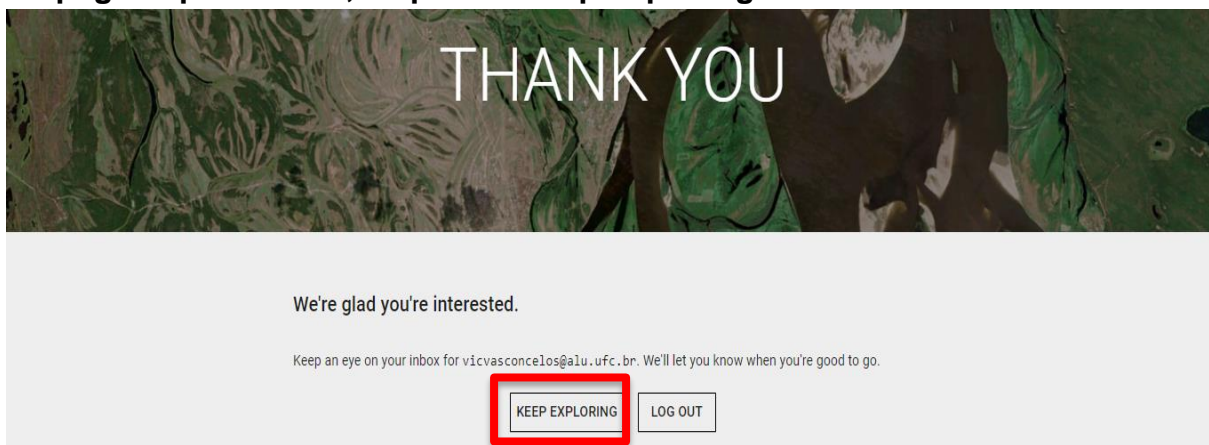 THANK YOU
We're glad you're interested.
Keep an eye on your inbox for vicvasconcelos@alu.ufc.br. We'll let you know when you're good to go.
KEEP EXPLORING
LOG OUT